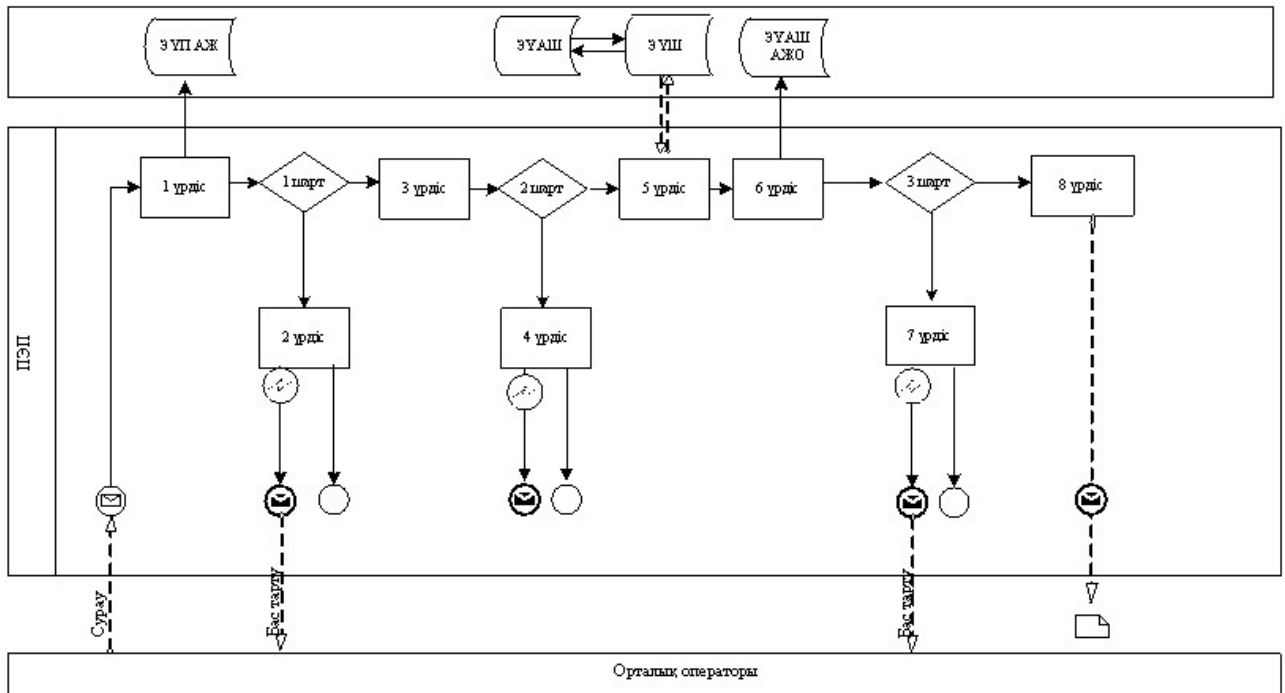 ЭҮП АЖ
ЭҮАШ
ЭҮШ
ЭҮАШ
АЖО
1 үрдіс
1 шарт
3 үрдіс
2 шарт
5 үрдіс
6 үрдіс
3 шарт
8 үрдіс
2 үрдіс
4 үрдіс
7 үрдіс
ПЭП
Сұрау
Бас тарту
Бас тарту
Орталық операторы